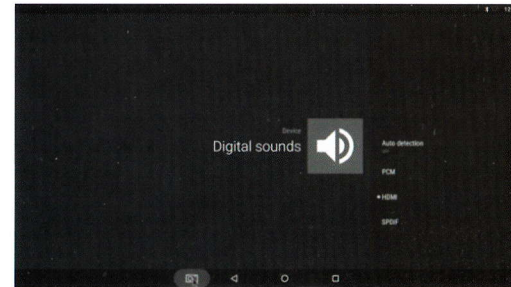 Device
Digital sounds
Auto detection
PCM
HDMI
SPDIF